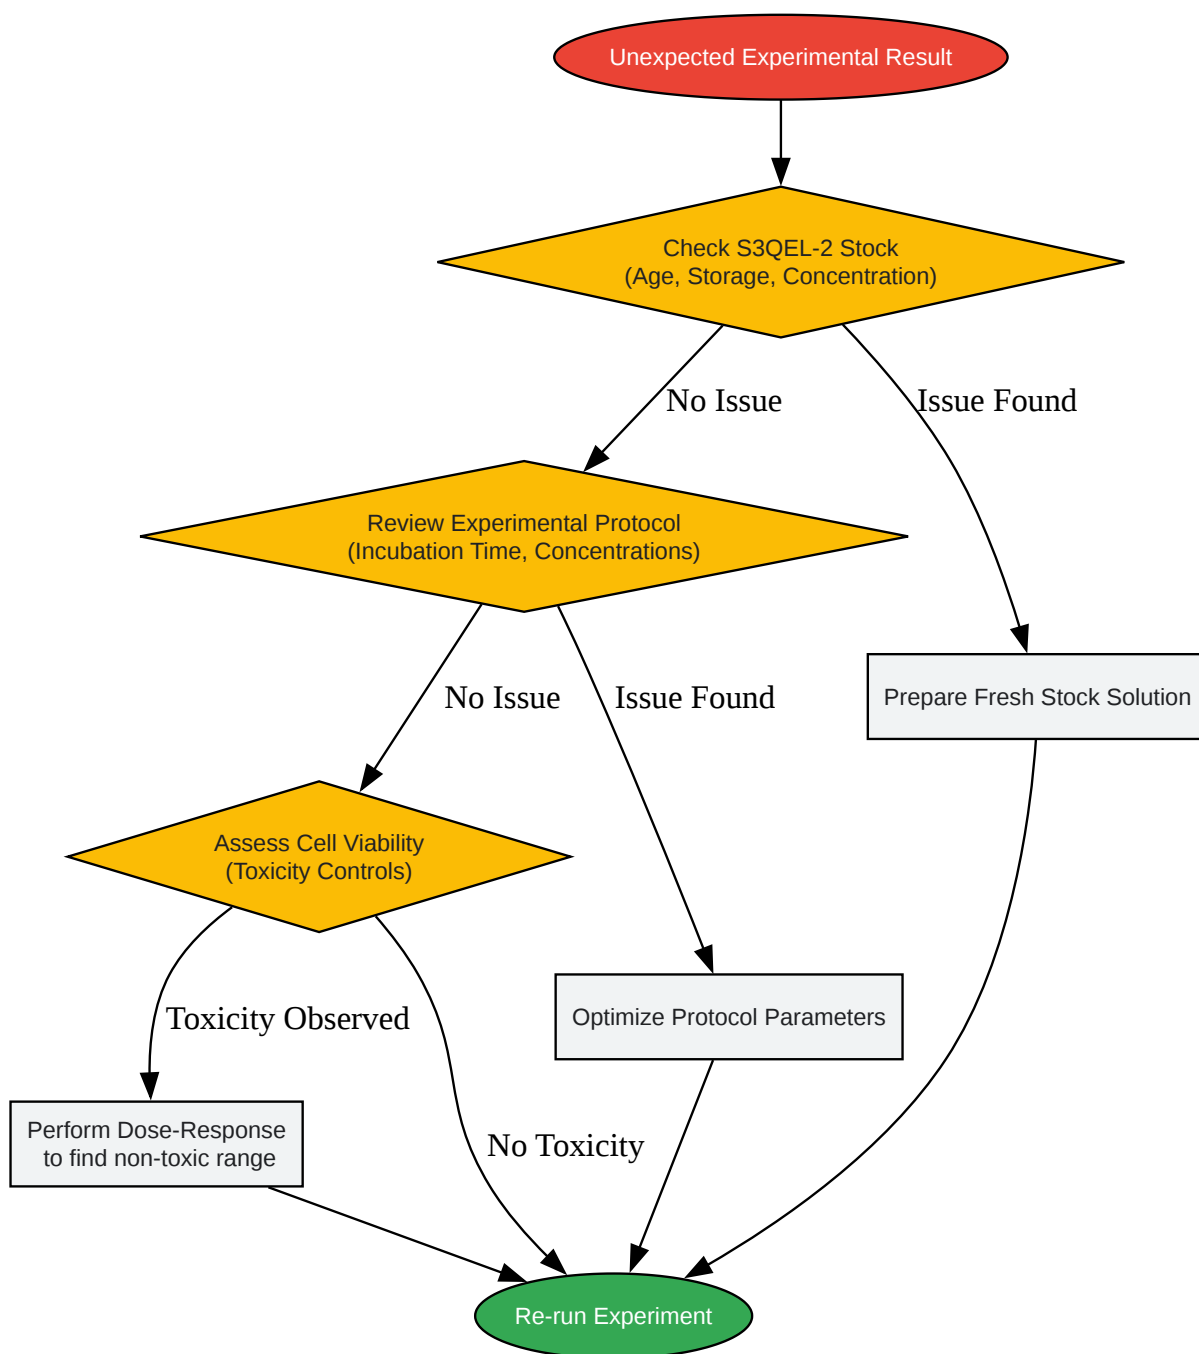 Unexpected Experimental Result
Check S3QEL-2 Stock
(Age, Storage, Concentration)
No Issue
Issue Found
Review Experimental Protocol
(Incubation Time, Concentrations)
No Issue
Issue Found
Prepare Fresh Stock Solution
Assess Cell Viability
(Toxicity Controls)
Toxicity Observed
Optimize Protocol Parameters
Perform Dose-Response
to find non-toxic range
No Toxicity
Re-run Experiment